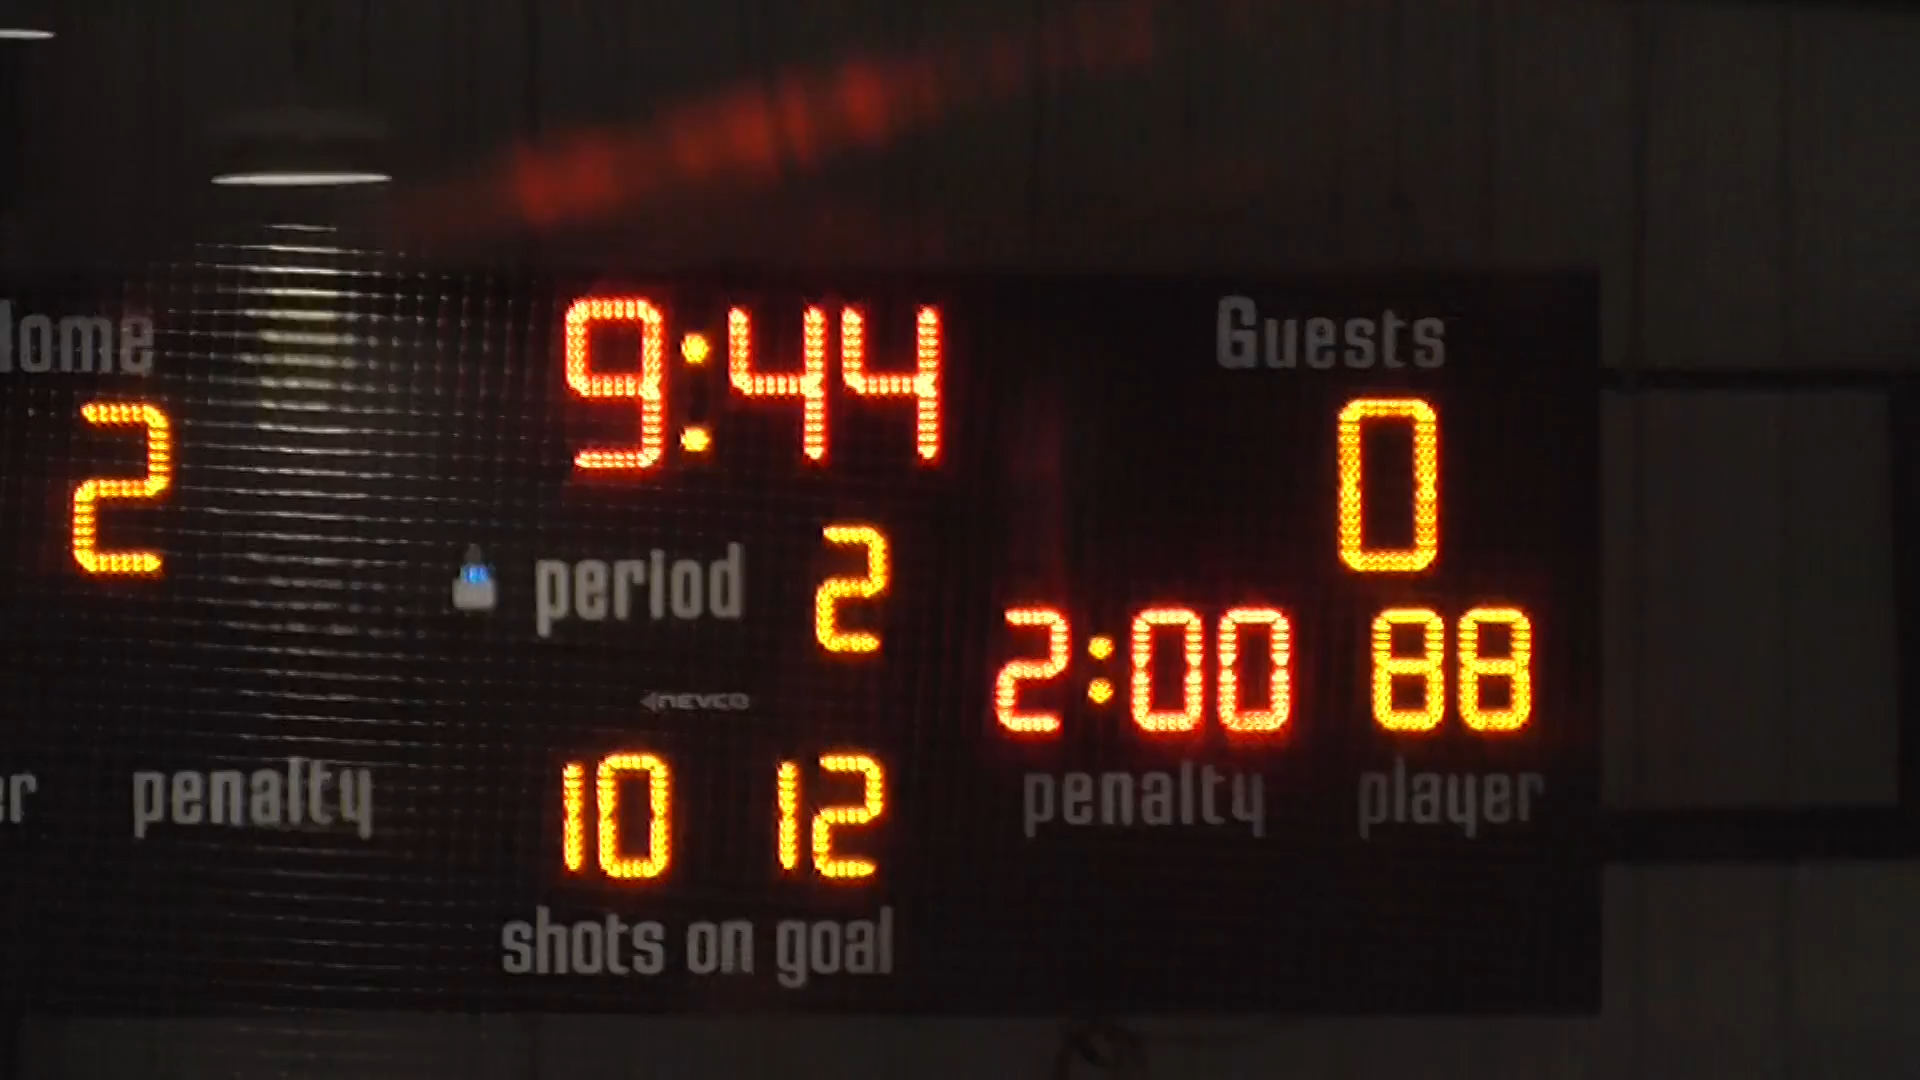 9:44
ome Guests
2 0
period 2
2:00 88
NEVCO
er penalty penalty player
10 12
shots on goal